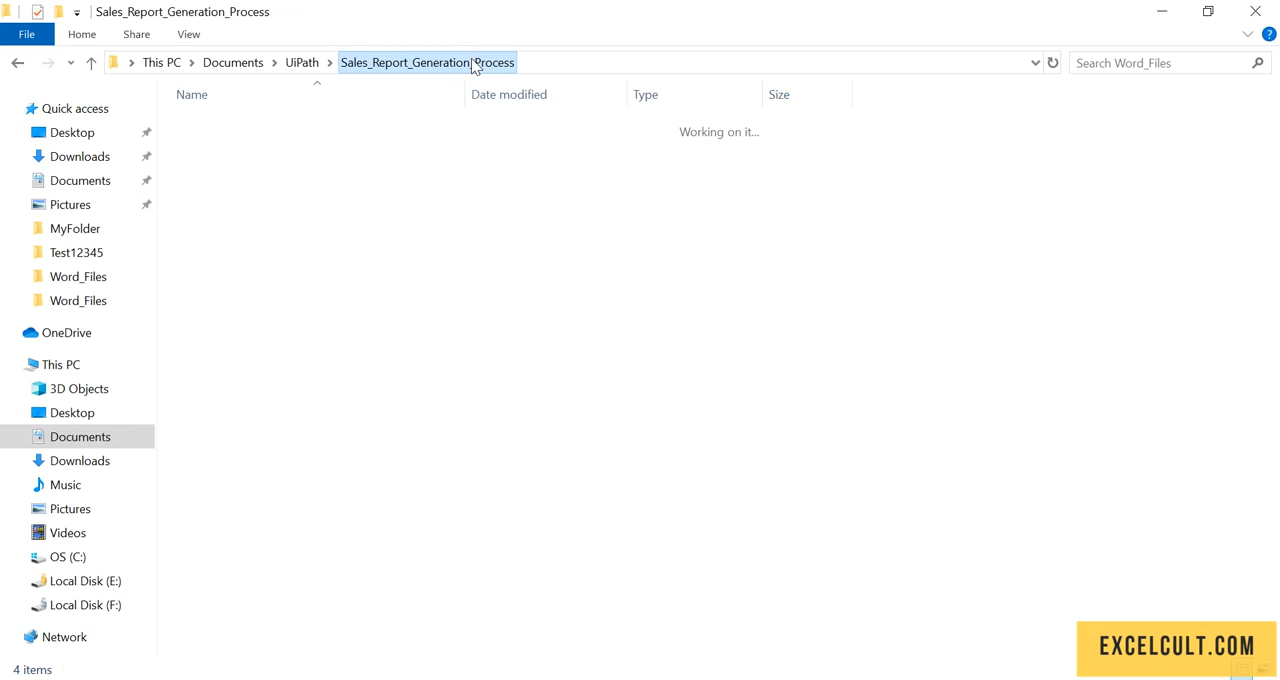 Sales_Report_Generation_Process
File Home Share View
?
This PC Documents UiPath Sales_Report_Generation_Process Search Word_Files
Name Date modified Type Size
Working on it...
Quick access
Desktop
Downloads
Documents
Pictures
MyFolder
Test12345
Word_Files
Word_Files
OneDrive
This PC
3D Objects
Desktop
Documents
Downloads
Music
Pictures
Videos
OS (C:)
Local Disk (E:)
Local Disk (F:)
Network
4 items
EXCELCULT.COM